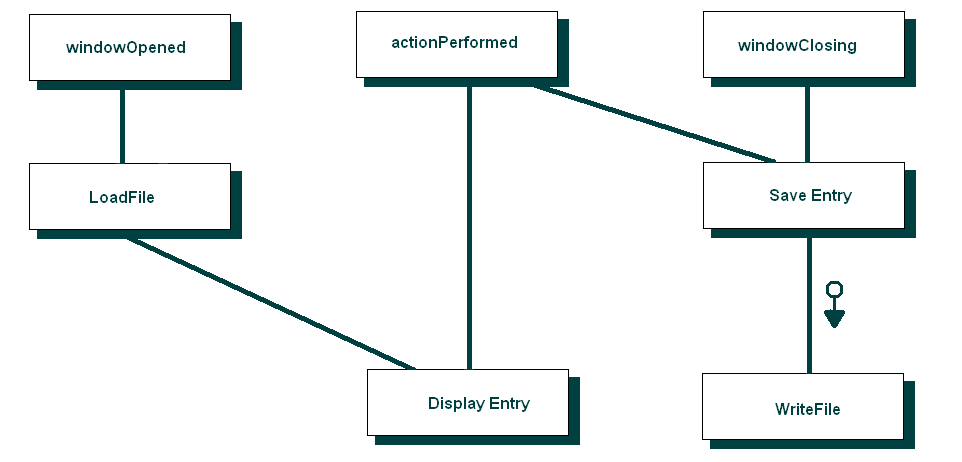 windowOpened
actionPerformed
windowClosing
LoadFile
Save Entry
Display Entry
WriteFile